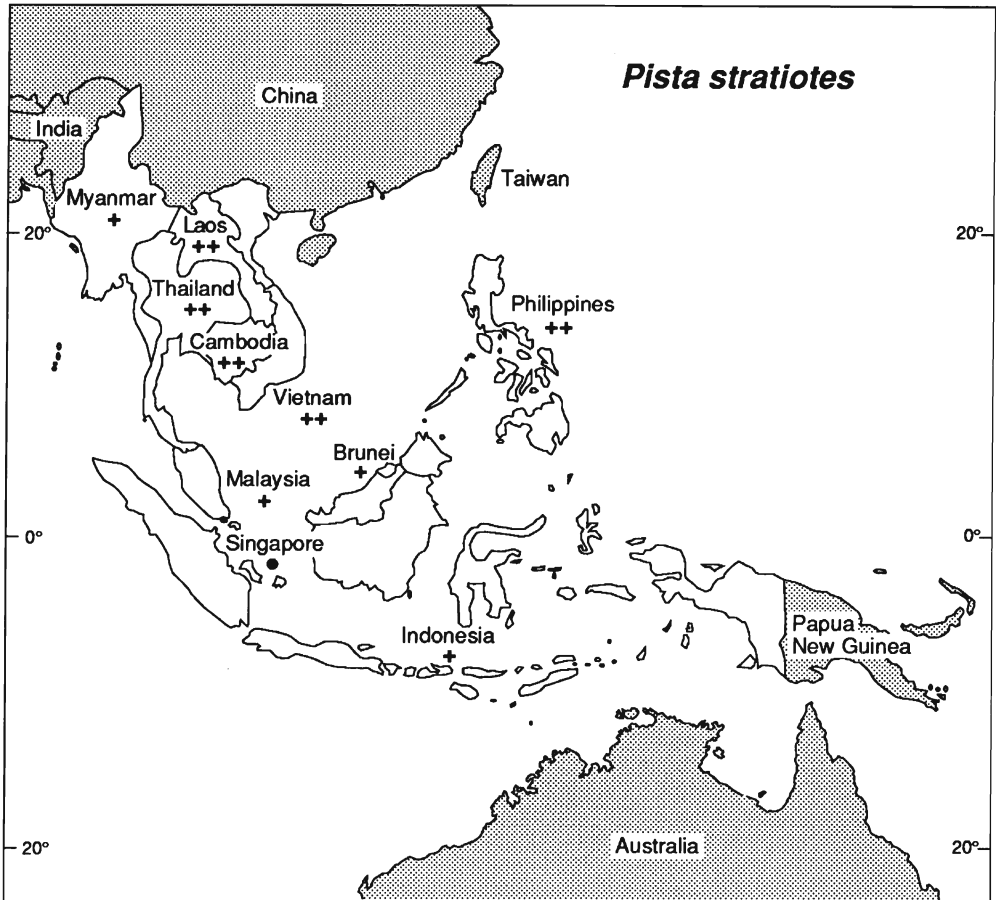 Pista stratiotes
China
India
Taiwan
Myanmar
+
Laos
++
20°
20°
Thailand
++
Philippines
++
Cambodia
++
Vietnam
++
Brunei
+
Malaysia
+
0°
0°
Singapore
●
Indonesia
+
Papua
New Guinea
Australia
20°
20°